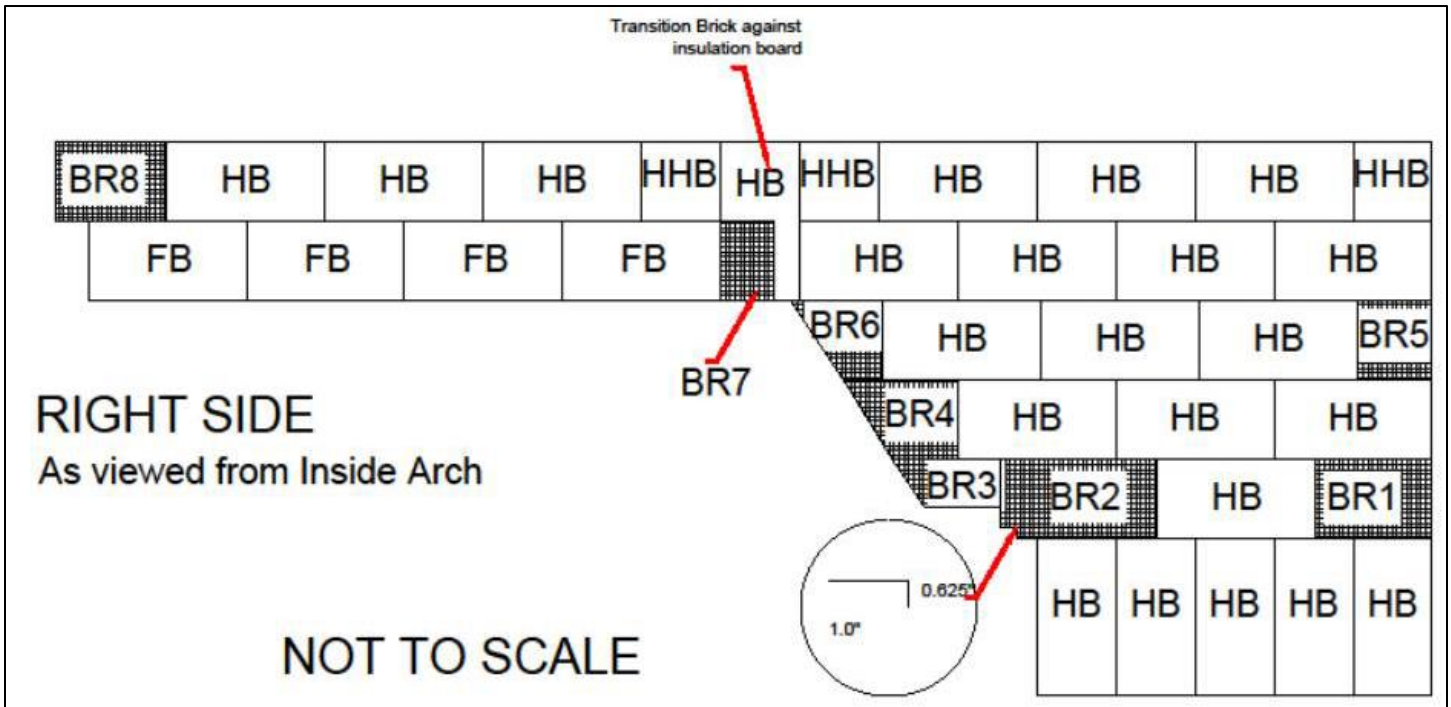 Transition Brick against
insulation board
BR8 HB HB HB HHB HB HHB HB HB HB HHB
FB FB FB FB HB HB HB HB
BR6 HB HB HB BR5
BR7
BR4 HB HB HB
RIGHT SIDE
As viewed from Inside Arch
BR3 BR2 HB BR1
0.625"
1.0"
HB HB HB HB HB
NOT TO SCALE